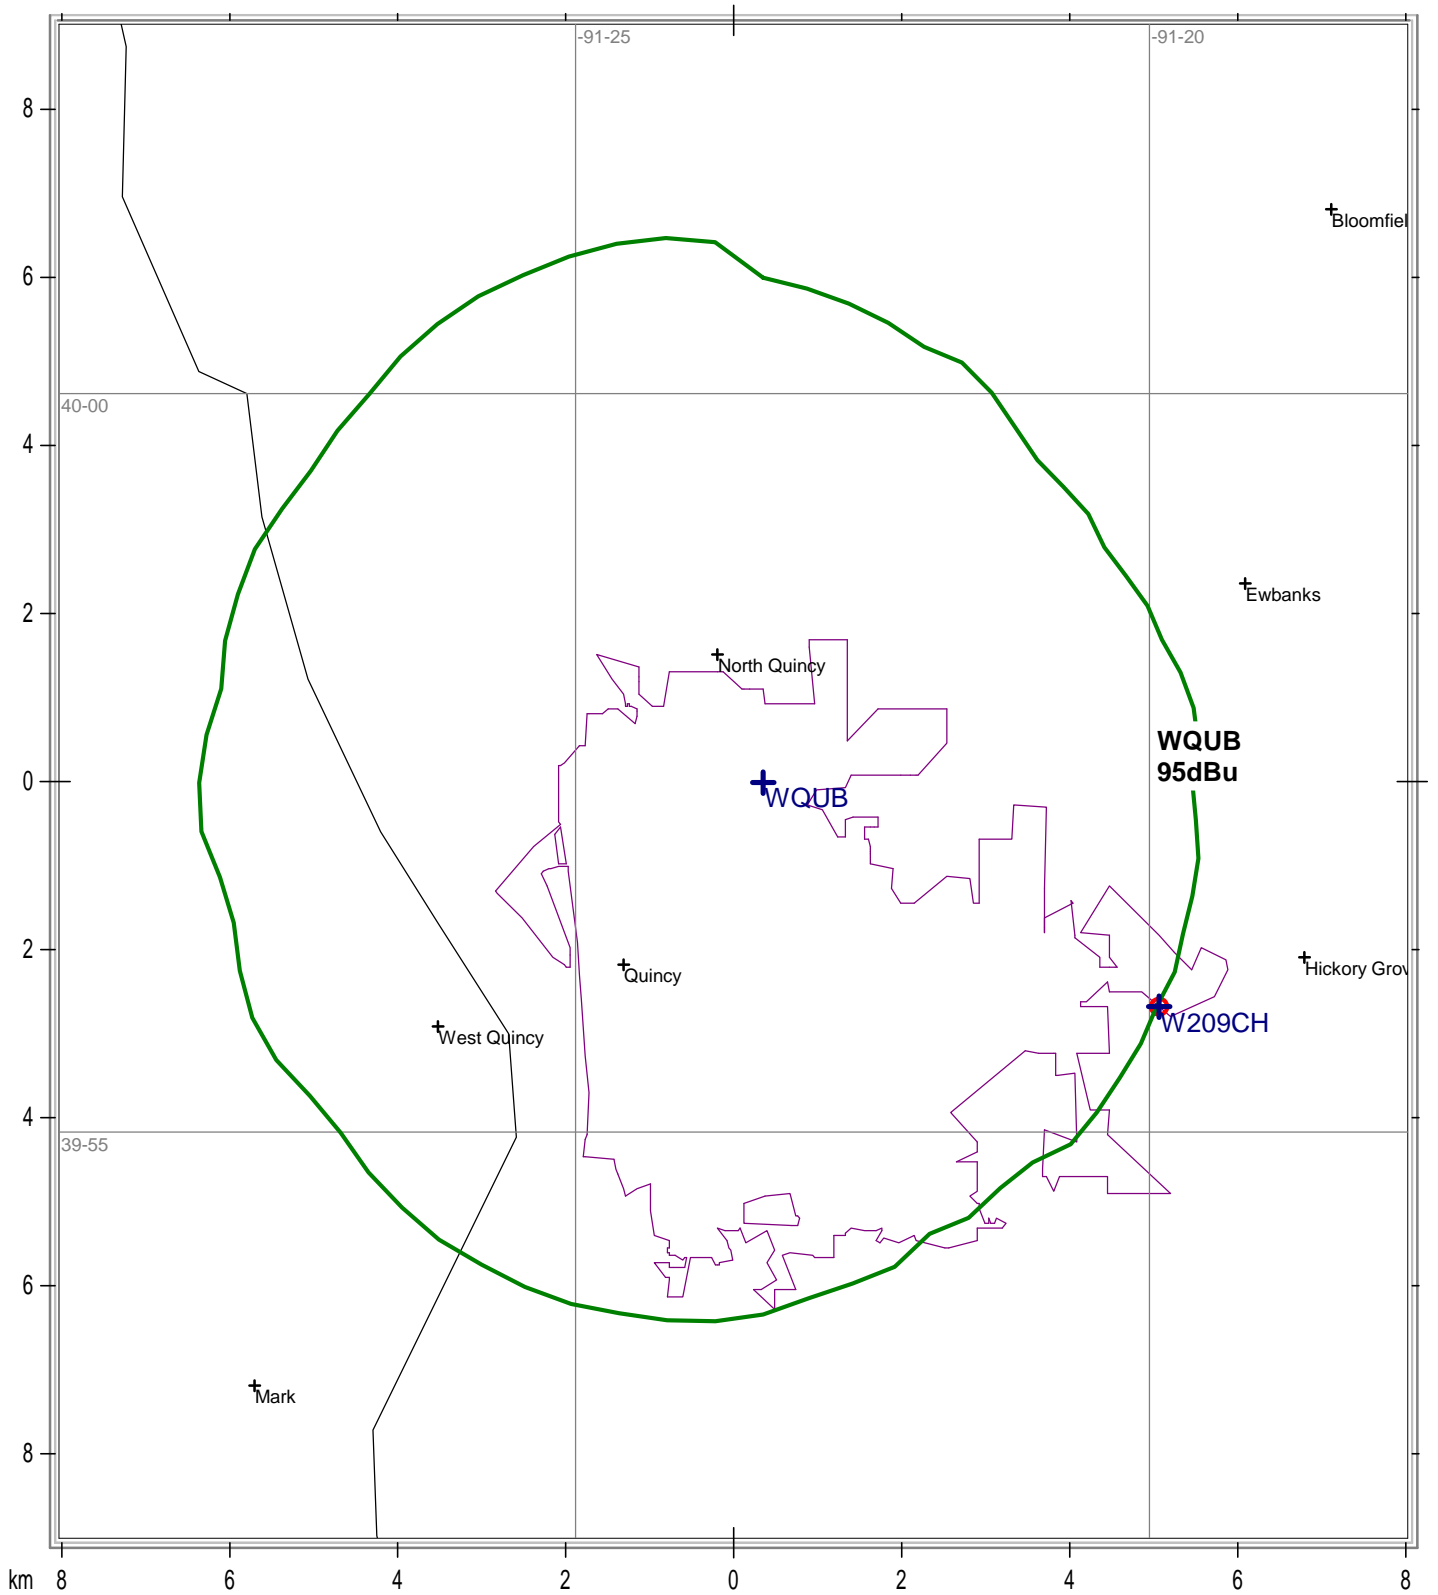 -91-25
-91-20
8
Bloomfiel
6
40-00
4
Ewbanks
2
North Quincy
WQUB
95dBu
0
WQUB
2
Quincy
Hickory Grov
West Quincy
W209CH
4
39-55
6
Mark
8
km 8 6 4 2 0 2 4 6 8